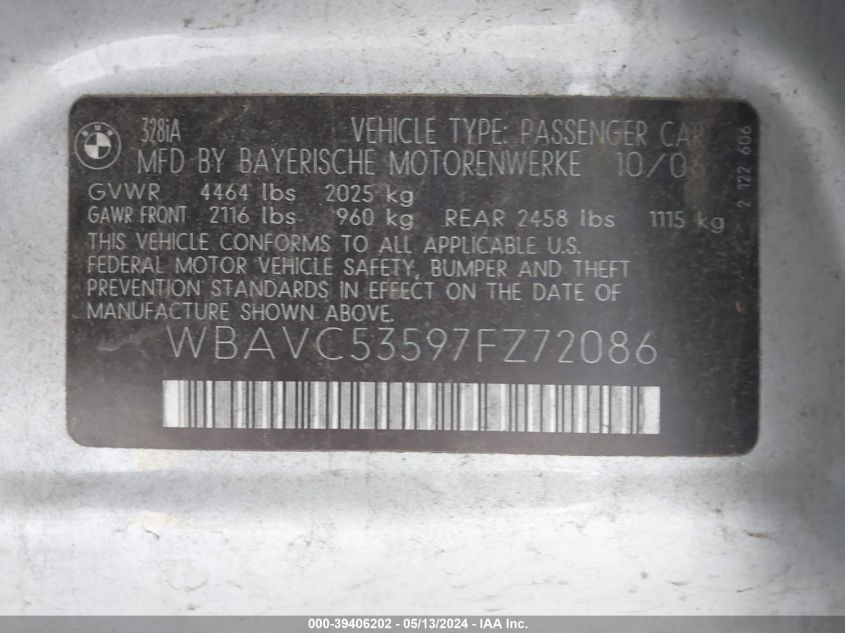 BMW
328iA VEHICLE TYPE: PASSENGER CAR
MFD BY BAYERISCHE MOTORENWERKE 10/06
GVWR 4464 lbs 2025 kg
GAWR FRONT 2116 lbs 960 kg REAR 2458 lbs 1115 kg
THIS VEHICLE CONFORMS TO ALL APPLICABLE U.S.
FEDERAL MOTOR VEHICLE SAFETY, BUMPER AND THEFT
PREVENTION STANDARDS IN EFFECT ON THE DATE OF
MANUFACTURE SHOWN ABOVE.
WBAVC53597FZ72086
2 122 606
000-39406202 - 05/13/2024 - IAA Inc.